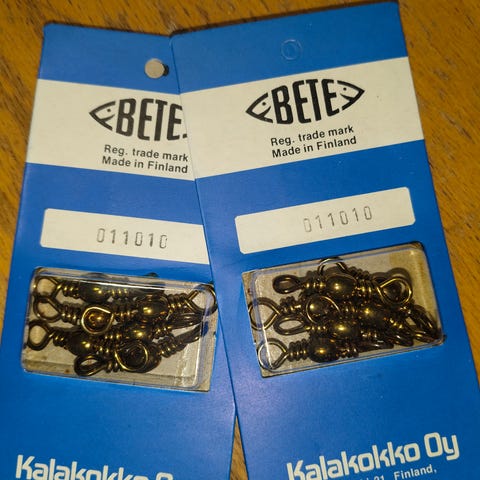 BETE
Reg. trade mark
Made in Finland
011010
Kalakokko O
BETE
Reg. trade mark
Made in Finland
011010
Kalakokko Oy
21, Finland,